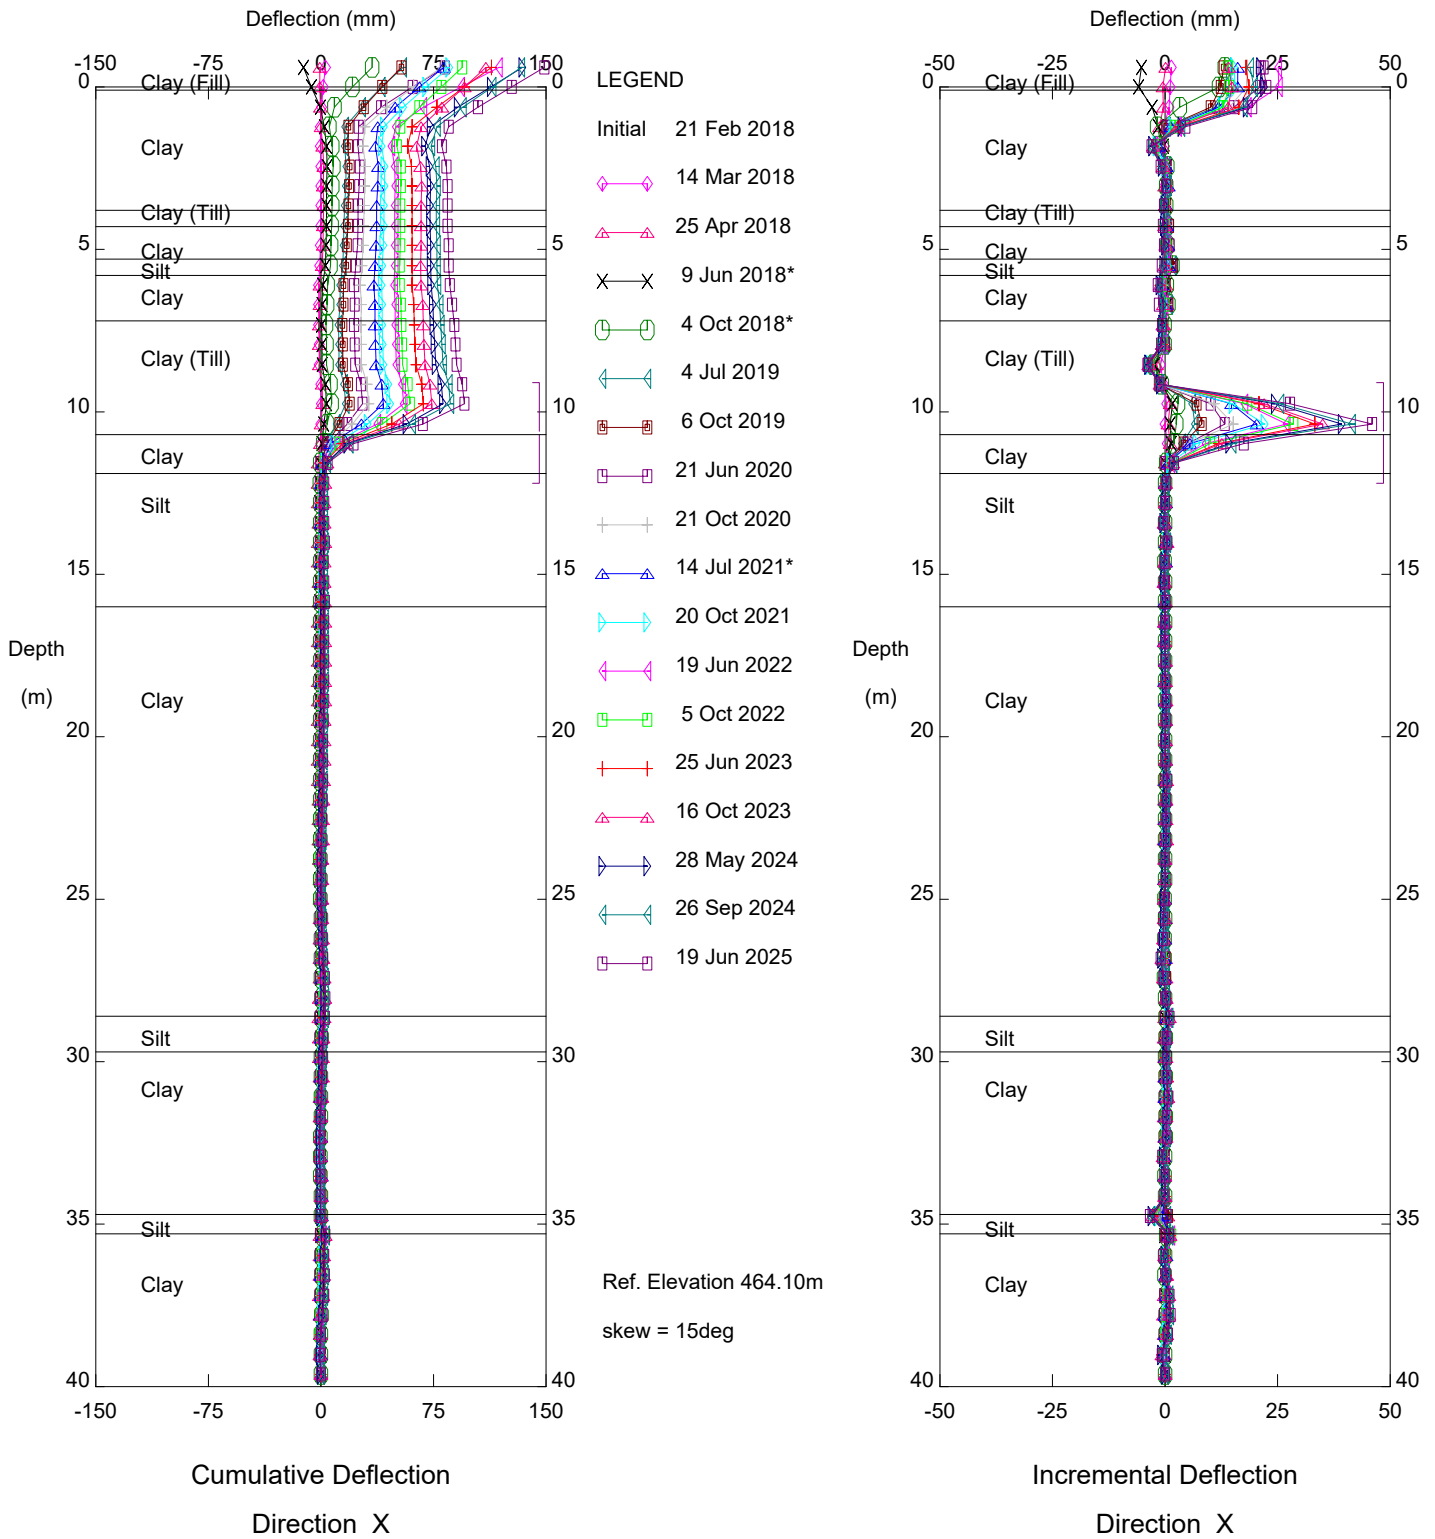 Deflection (mm)
-150 -75 0 75 150
0 0
Clay (Fill)
Clay
Clay (Till)
5 5
Clay
Silt
Clay
Clay (Till)
10 10
Clay
Silt
15 15
Depth
(m)
Clay
20 20
25 25
Silt
30 30
Clay
35 35
Silt
Clay
40 40
-150 -75 0 75 150
Cumulative Deflection
Direction X
LEGEND
Initial 21 Feb 2018
14 Mar 2018
25 Apr 2018
9 Jun 2018*
4 Oct 2018*
4 Jul 2019
6 Oct 2019
21 Jun 2020
21 Oct 2020
14 Jul 2021*
20 Oct 2021
19 Jun 2022
5 Oct 2022
25 Jun 2023
16 Oct 2023
28 May 2024
26 Sep 2024
19 Jun 2025
Ref. Elevation 464.10m
skew = 15deg
Deflection (mm)
-50 -25 0 25 50
0 0
Clay (Fill)
Clay
Clay (Till)
5 5
Clay
Silt
Clay
Clay (Till)
10 10
Clay
Silt
15 15
Depth
(m)
Clay
20 20
25 25
Silt
30 30
Clay
35 35
Silt
Clay
40 40
-50 -25 0 25 50
Incremental Deflection
Direction X